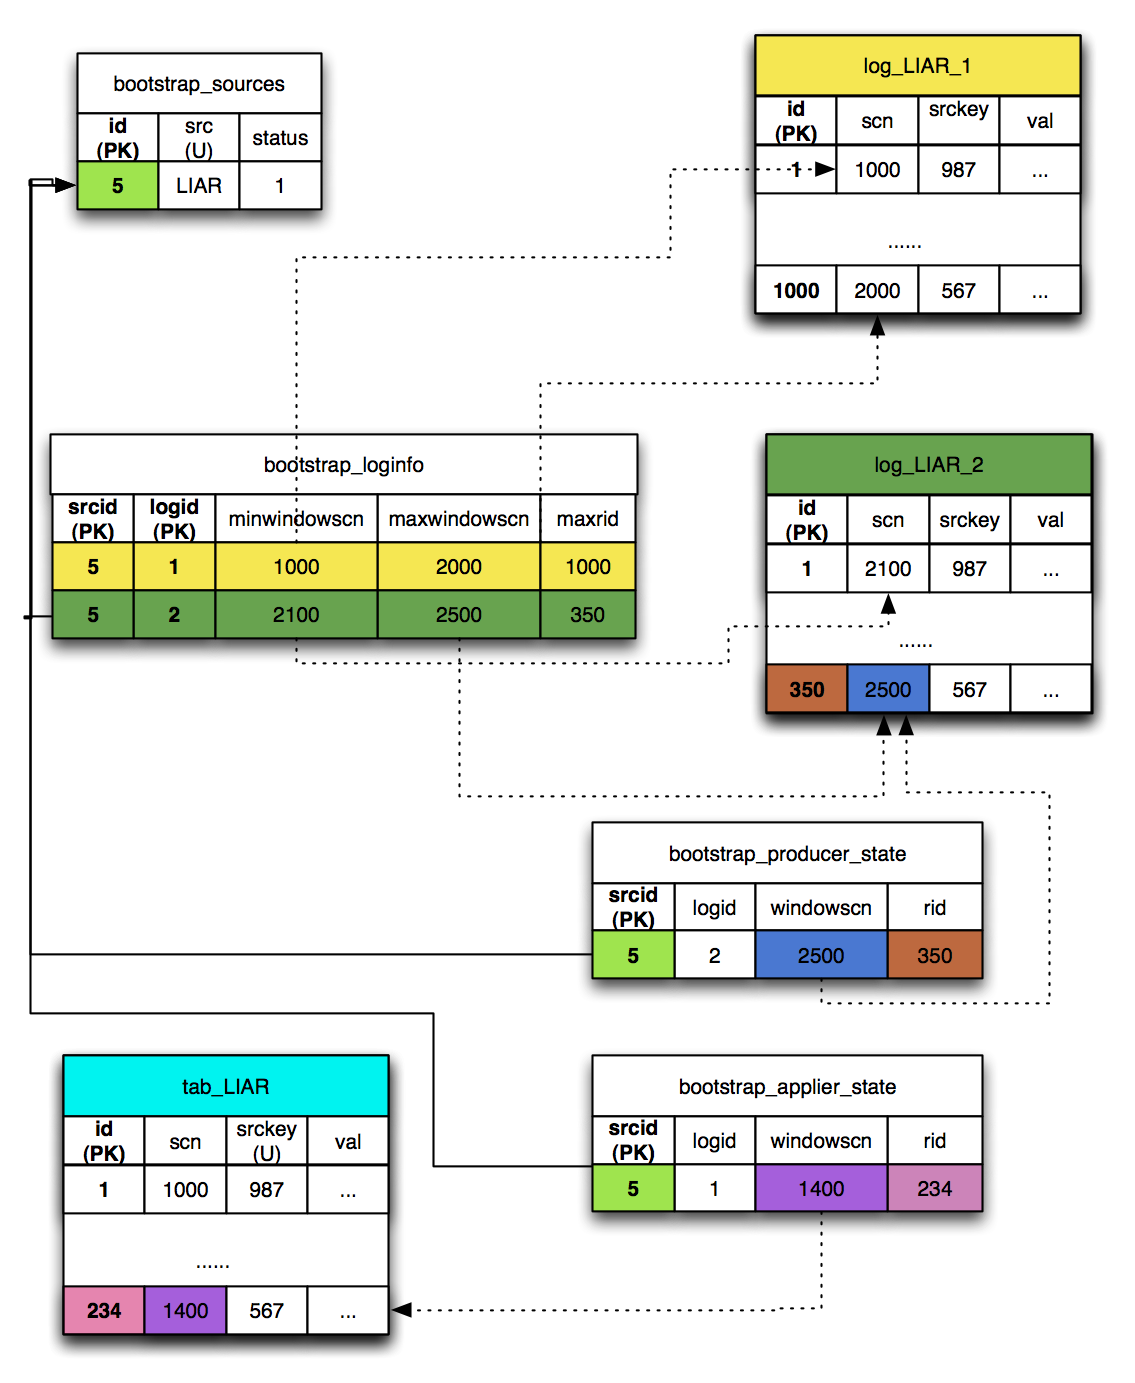 bootstrap_sources
id
(PK)
src
(U)
status
5 LIAR 1
log_LIAR_1
id
(PK)
scn
srckey
val
1 1000 987 ...
......
1000 2000 567 ...
bootstrap_loginfo
srcid
(PK)
logid
(PK)
minwindowscn
maxwindowscn
maxrid
5 1 1000 2000 1000
5 2 2100 2500 350
log_LIAR_2
id
(PK)
scn
srckey
val
1 2100 987 ...
......
350 2500 567 ...
bootstrap_producer_state
srcid
(PK)
logid
windowscn
rid
5 2 2500 350
tab_LIAR
id
(PK)
scn
srckey
(U)
val
1 1000 987 ...
......
234 1400 567 ...
bootstrap_applier_state
srcid
(PK)
logid
windowscn
rid
5 1 1400 234